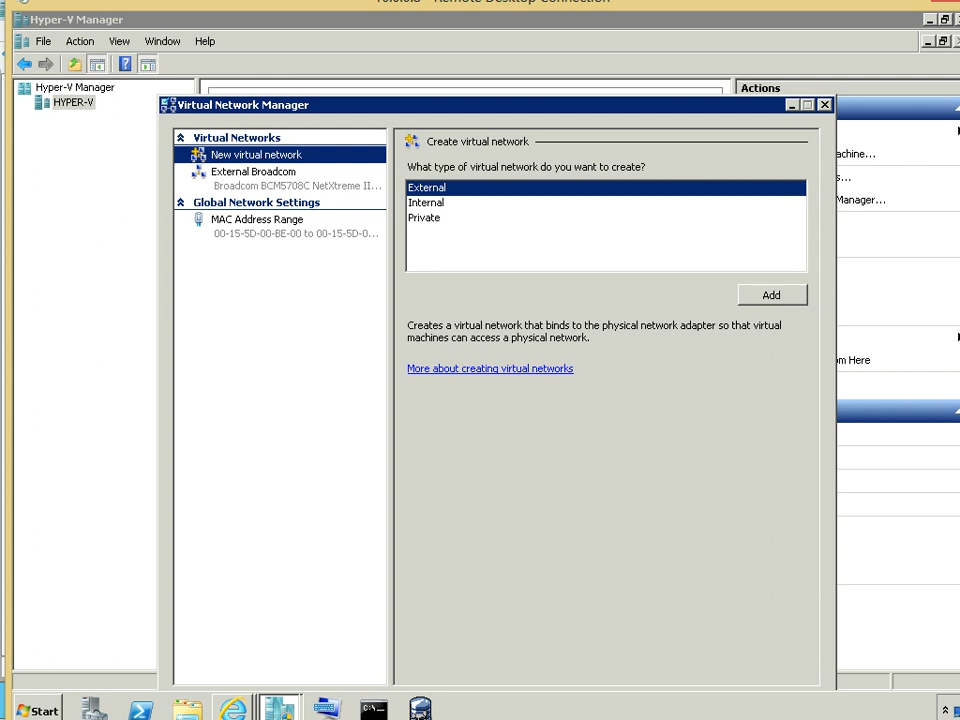 Remote Desktop Connection
Hyper-V Manager
File Action View Window Help
Hyper-V Manager
HYPER-V
Actions
Virtual Network Manager
Virtual Networks
New virtual network
External Broadcom
Broadcom BCM5708C NetXtreme II...
Global Network Settings
MAC Address Range
00-15-5D-00-BE-00 to 00-15-5D-0...
Create virtual network
What type of virtual network do you want to create?
External
Internal
Private
Add
Creates a virtual network that binds to the physical network adapter so that virtual
machines can access a physical network.
More about creating virtual networks
achine...
s...
Manager...
om Here
Start